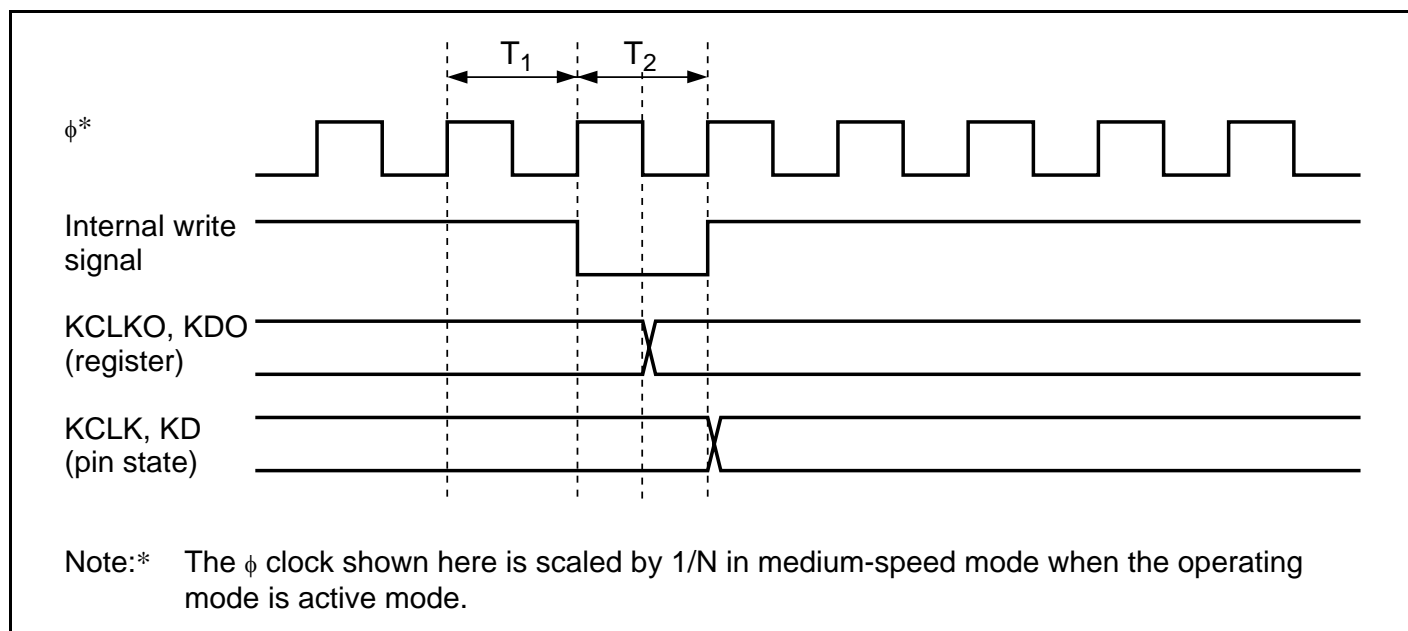 T1 T2
ϕ*
Internal write
signal
KCLKO, KDO
(register)
KCLK, KD
(pin state)
Note:* The ϕ clock shown here is scaled by 1/N in medium-speed mode when the operating
mode is active mode.